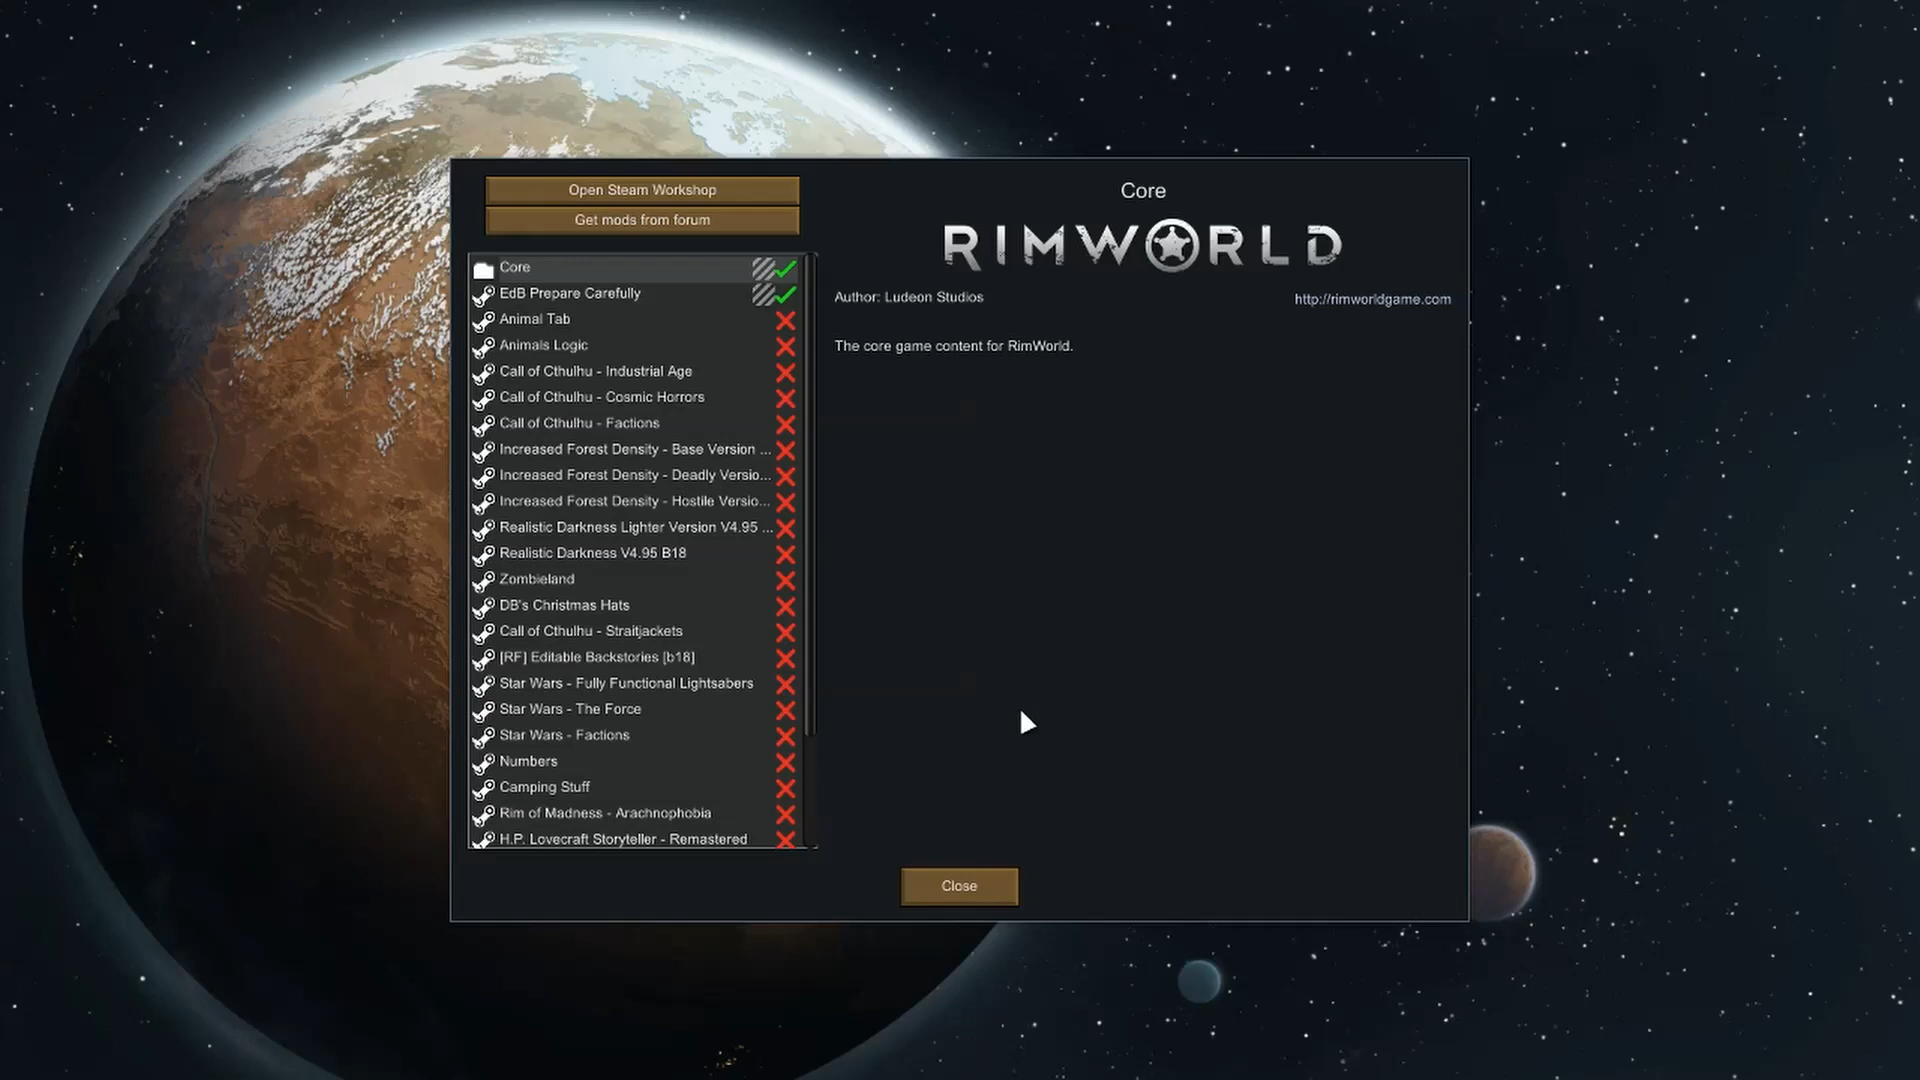 Open Steam Workshop
Get mods from forum
Core
EdB Prepare Carefully
Animal Tab
Animals Logic
Call of Cthulhu - Industrial Age
Call of Cthulhu - Cosmic Horrors
Call of Cthulhu - Factions
Increased Forest Density - Base Version ...
Increased Forest Density - Deadly Versio...
Increased Forest Density - Hostile Versio...
Realistic Darkness Lighter Version V4.95 ...
Realistic Darkness V4.95 B18
Zombieland
DB's Christmas Hats
Call of Cthulhu - Straitjackets
[RF] Editable Backstories [b18]
Star Wars - Fully Functional Lightsabers
Star Wars - The Force
Star Wars - Factions
Numbers
Camping Stuff
Rim of Madness - Arachnophobia
H.P. Lovecraft Storyteller - Remastered
Core
RIMWORLD
Author: Ludeon Studios
http://rimworldgame.com
The core game content for RimWorld.
Close